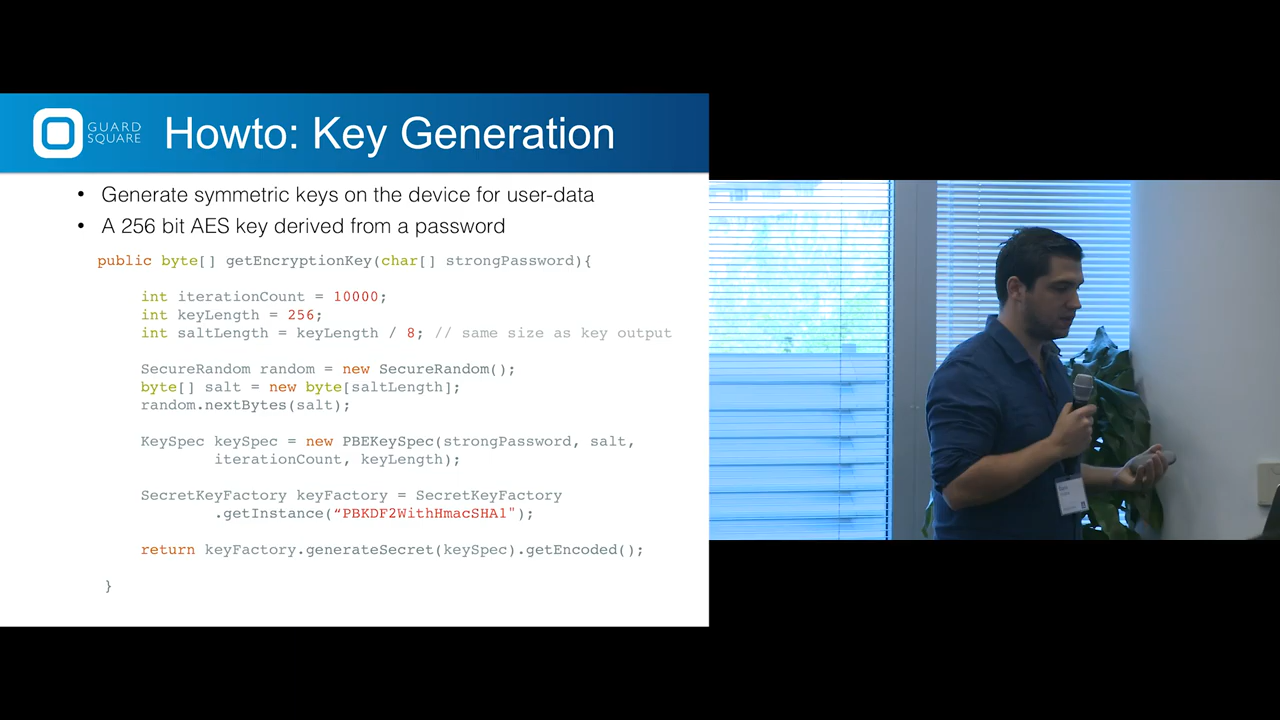 GUARD
SQUARE
Howto: Key Generation
• Generate symmetric keys on the device for user-data
• A 256 bit AES key derived from a password
public byte[] getEncryptionKey(char[] strongPassword){
int iterationCount = 10000;
int keyLength = 256;
int saltLength = keyLength / 8; // same size as key output
SecureRandom random = new SecureRandom();
byte[] salt = new byte[saltLength];
random.nextBytes(salt);
KeySpec keySpec = new PBEKeySpec(strongPassword, salt,
iterationCount, keyLength);
SecretKeyFactory keyFactory = SecretKeyFactory
.getInstance(“PBKDF2WithHmacSHA1");
return keyFactory.generateSecret(keySpec).getEncoded();
}